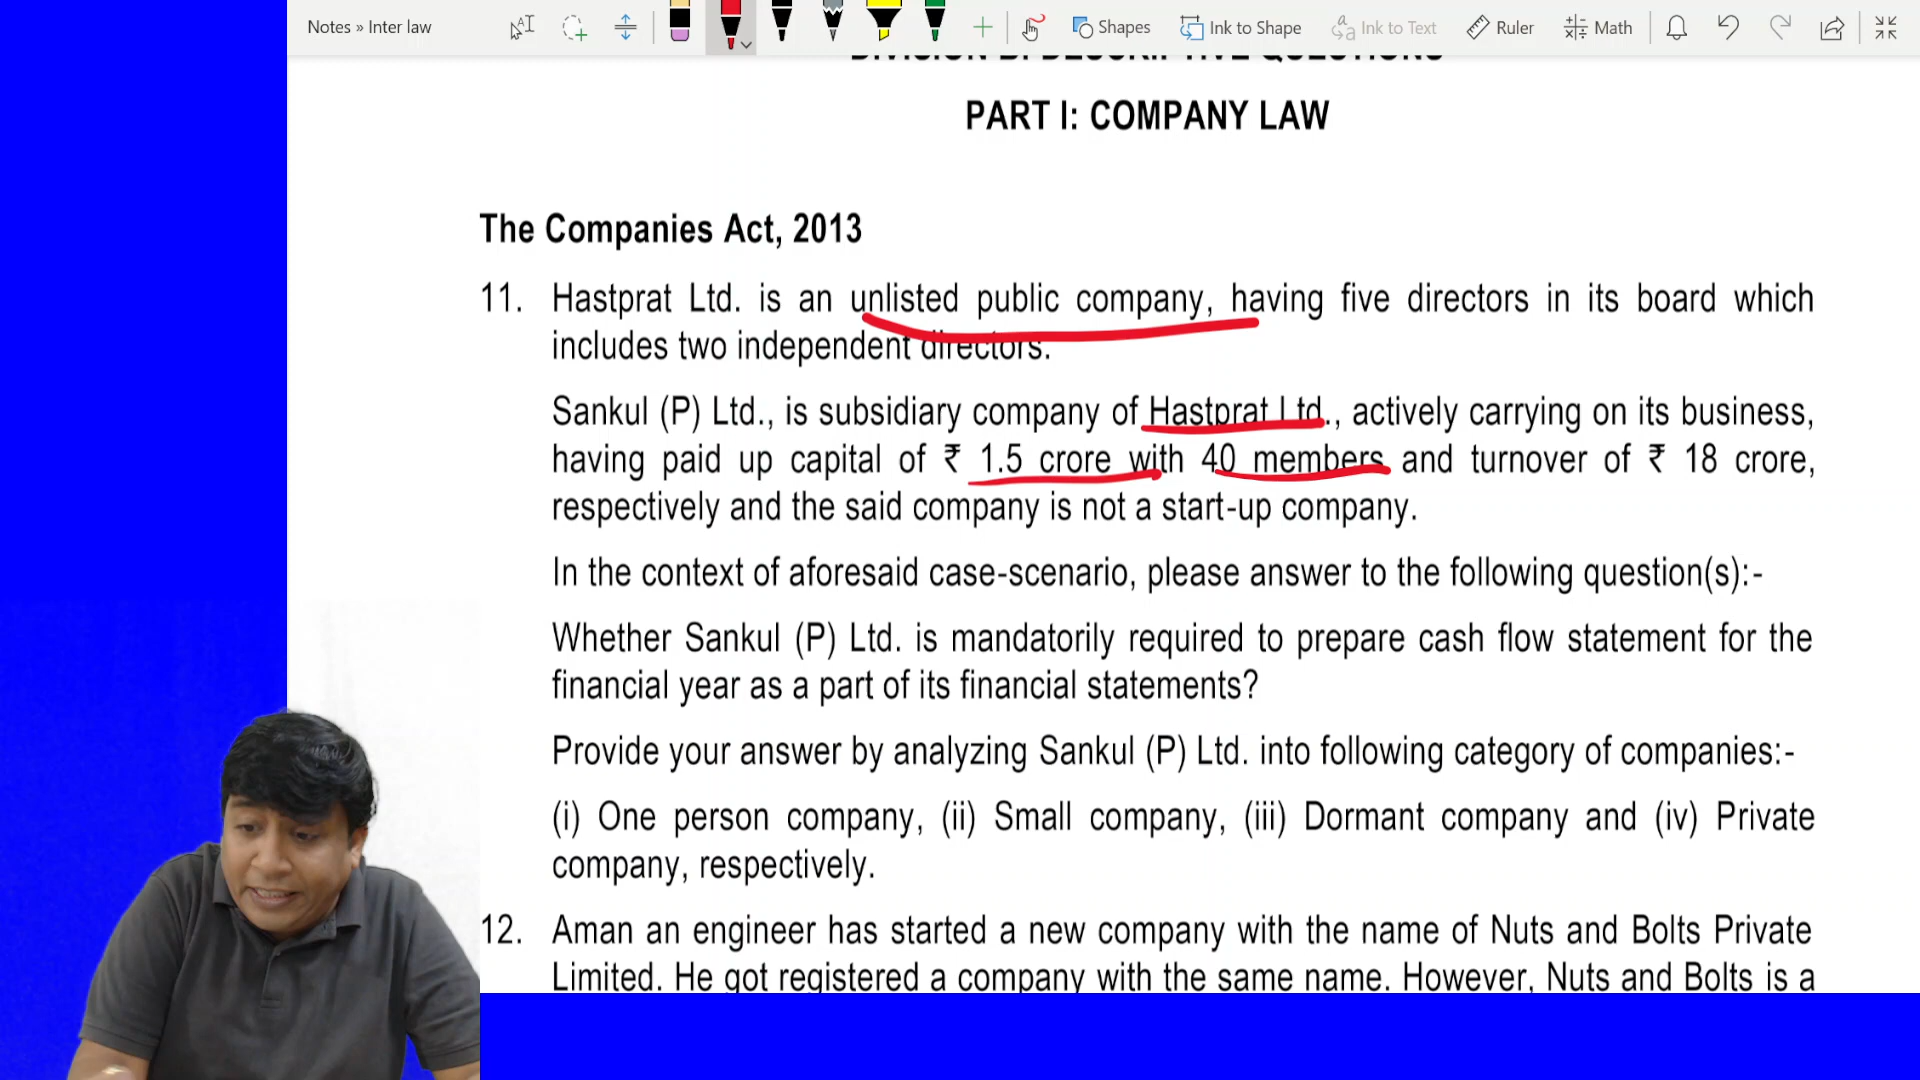 Notes » Inter law
Shapes
Ink to Shape
Ink to Text
Ruler
Math
DIVISION B: DESCRIPTIVE QUESTIONS
PART I: COMPANY LAW
The Companies Act, 2013
11. Hastprat Ltd. is an unlisted public company, having five directors in its board which
includes two independent directors.
Sankul (P) Ltd., is subsidiary company of Hastprat Ltd., actively carrying on its business,
having paid up capital of ₹ 1.5 crore with 40 members and turnover of ₹ 18 crore,
respectively and the said company is not a start-up company.
In the context of aforesaid case-scenario, please answer to the following question(s):-
Whether Sankul (P) Ltd. is mandatorily required to prepare cash flow statement for the
financial year as a part of its financial statements?
Provide your answer by analyzing Sankul (P) Ltd. into following category of companies:-
(i) One person company, (ii) Small company, (iii) Dormant company and (iv) Private
company, respectively.
12. Aman an engineer has started a new company with the name of Nuts and Bolts Private
Limited. He got registered a company with the same name. However, Nuts and Bolts is a